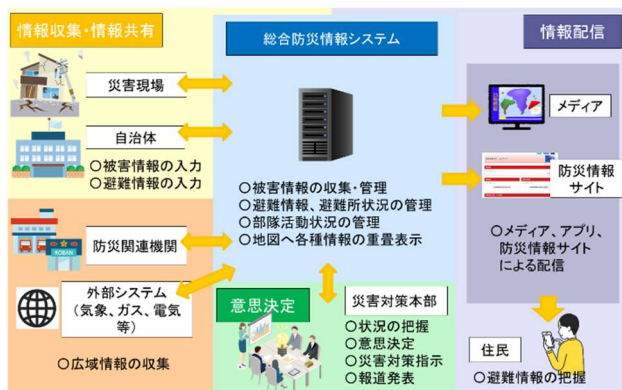 情報収集・情報共有
災害現場
自治体
○被害情報の入力
○避難情報の入力
防災関連機関
KOBAN
外部システム
(気象、ガス、電気
等)
○広域情報の収集
総合防災情報システム
○被害情報の収集・管理
○避難情報、避難所状況の管理
○部隊活動状況の管理
○地図へ各種情報の重畳表示
意思決定
災害対策本部
○状況の把握
○意思決定
○災害対策指示
○報道発表
情報配信
メディア
防災情報
サイト
○メディア、アプリ、
防災情報サイト
による配信
住民
○避難情報の把握